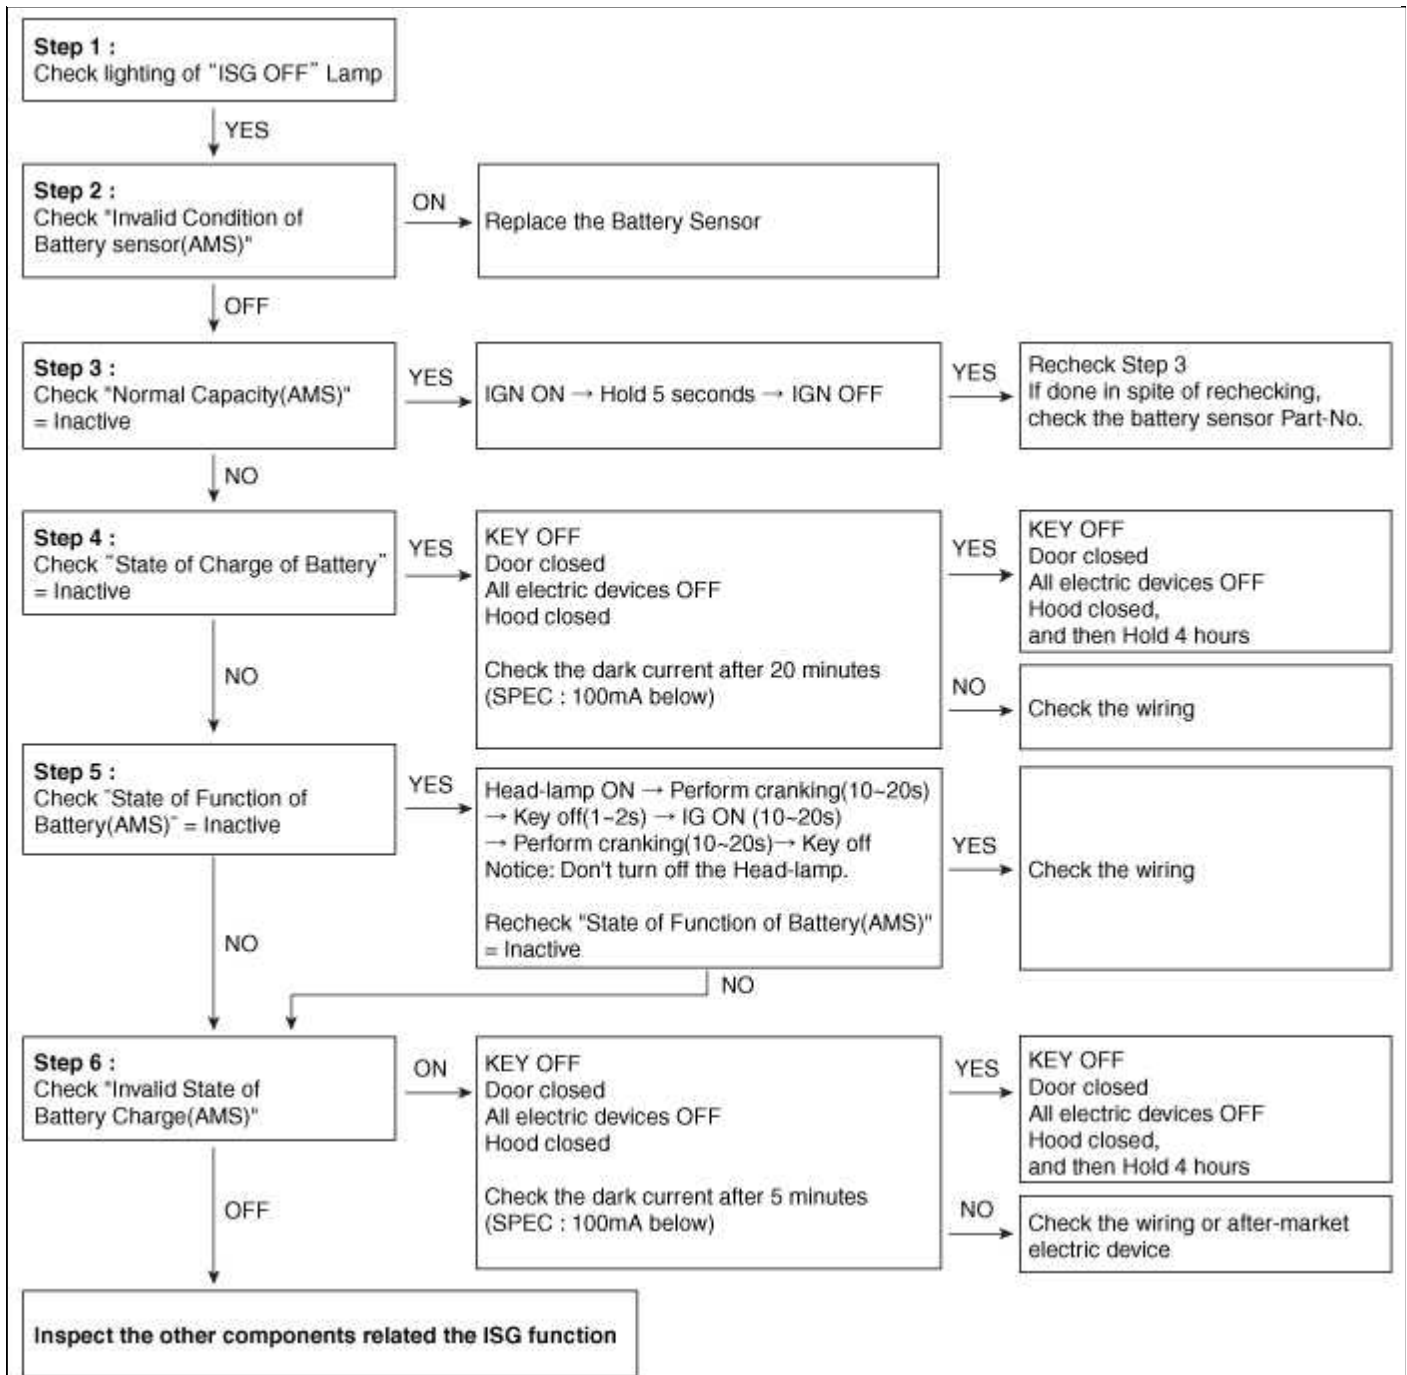 Step 1 :
Check lighting of "ISG OFF" Lamp
YES
Step 2 :
Check "Invalid Condition of
Battery sensor(AMS)"
ON
Replace the Battery Sensor
OFF
Step 3 :
Check "Normal Capacity(AMS)"
= Inactive
YES
IGN ON → Hold 5 seconds → IGN OFF
YES
Recheck Step 3
If done in spite of rechecking,
check the battery sensor Part-No.
NO
Step 4 :
Check "State of Charge of Battery"
= Inactive
YES
KEY OFF
Door closed
All electric devices OFF
Hood closed
Check the dark current after 20 minutes
(SPEC : 100mA below)
YES
KEY OFF
Door closed
All electric devices OFF
Hood closed,
and then Hold 4 hours
NO
Check the wiring
NO
Step 5 :
Check "State of Function of
Battery(AMS)" = Inactive
YES
Head-lamp ON → Perform cranking(10~20s)
→ Key off(1~2s) → IG ON (10~20s)
→ Perform cranking(10~20s)→ Key off
Notice: Don't turn off the Head-lamp.
Recheck "State of Function of Battery(AMS)"
= Inactive
YES
Check the wiring
NO
NO
Step 6 :
Check "Invalid State of
Battery Charge(AMS)"
ON
KEY OFF
Door closed
All electric devices OFF
Hood closed
Check the dark current after 5 minutes
(SPEC : 100mA below)
YES
KEY OFF
Door closed
All electric devices OFF
Hood closed,
and then Hold 4 hours
NO
Check the wiring or after-market
electric device
OFF
Inspect the other components related the ISG function